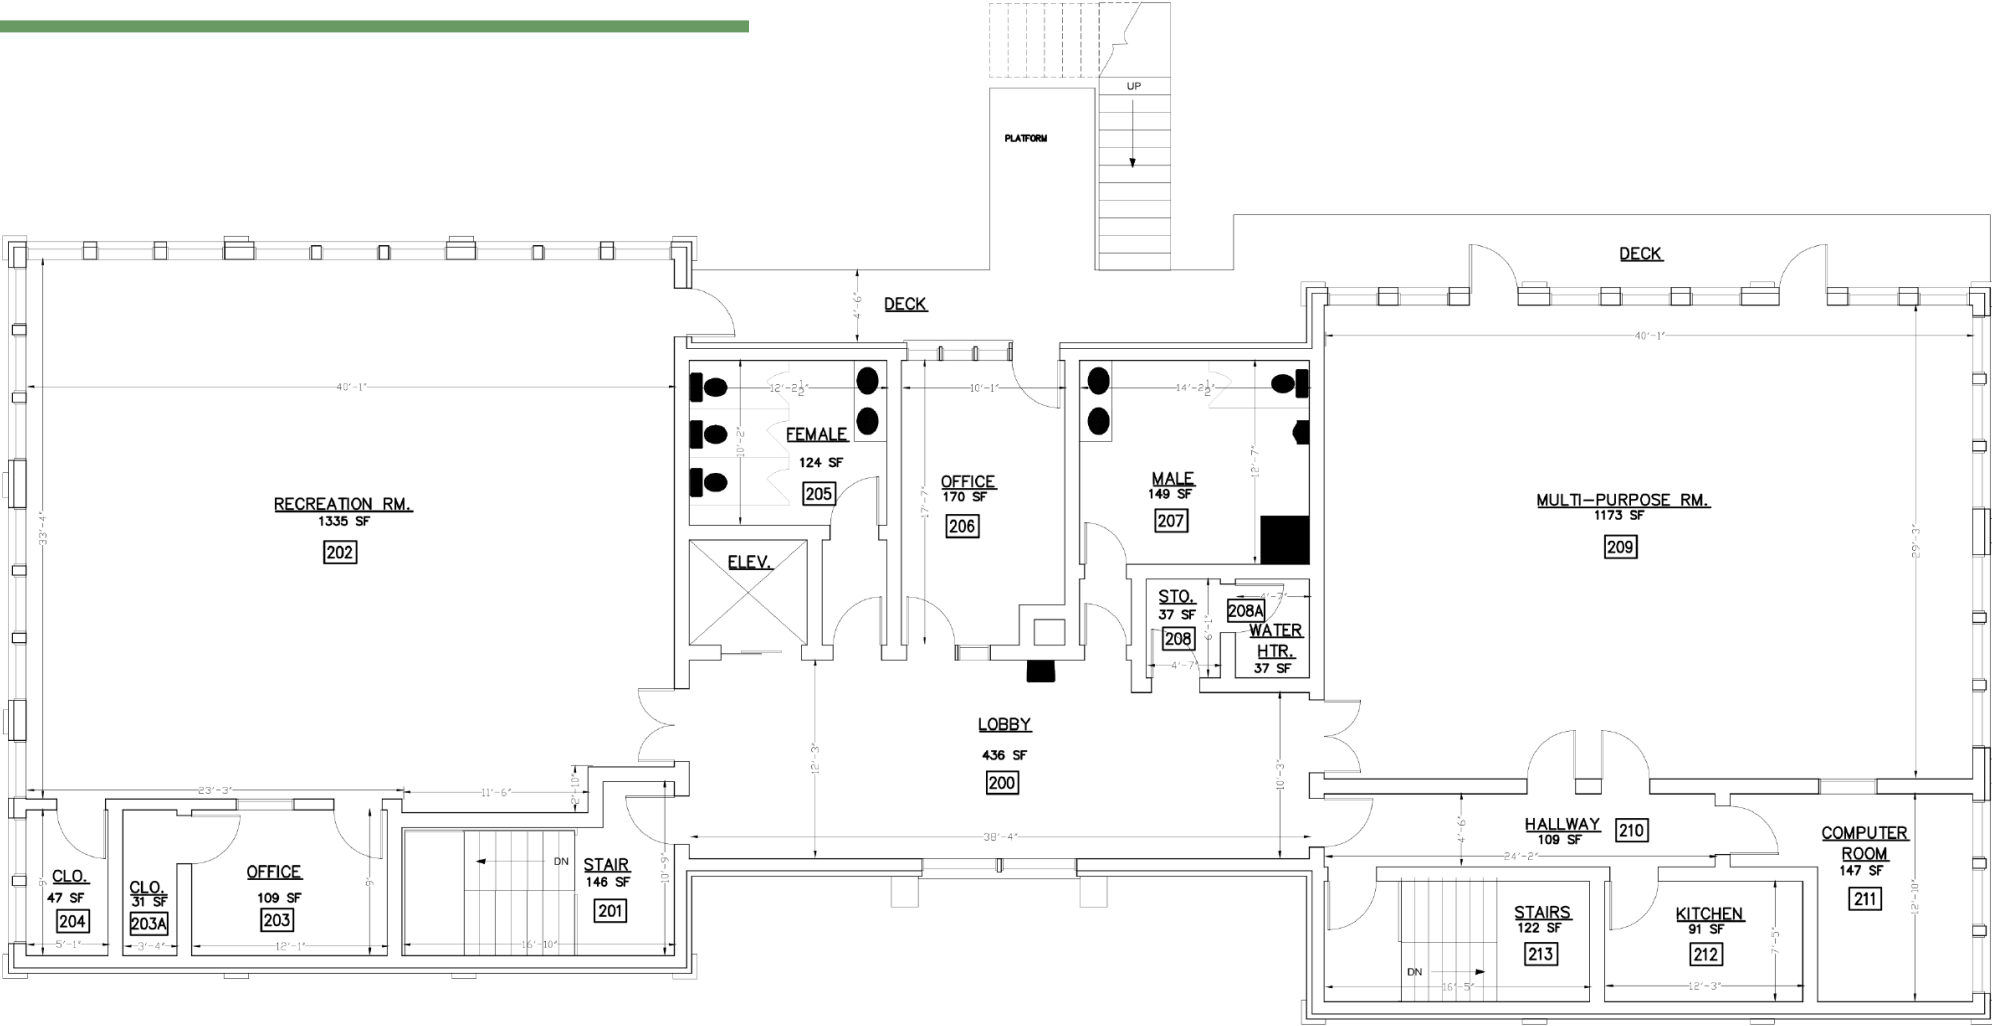 UP
PLATFORM
DECK
DECK
4'-6"
40'-1"
40'-1"
12'-2½"
10'-1"
14'-2½"
FEMALE
124 SF
205
10'-2"
OFFICE
170 SF
206
17'-7"
MALE
149 SF
207
12'-7"
RECREATION RM.
1335 SF
202
33'-4"
MULTI-PURPOSE RM.
1173 SF
209
29'-3"
ELEV.
STO.
37 SF
208
6'-1"
4'-7"
4'-7"
208A
WATER
HTR.
37 SF
LOBBY
436 SF
200
12'-3"
10'-3"
38'-4"
23'-3"
11'-6"
2'-10"
CLO.
47 SF
204
9'
5'-1"
CLO.
31 SF
203A
3'-4"
OFFICE
109 SF
203
9'
12'-1"
DN
STAIR
146 SF
201
10'-9"
16'-10"
HALLWAY
109 SF
210
4'-6"
24'-2"
COMPUTER
ROOM
147 SF
211
12'-10"
STAIRS
122 SF
213
DN
16'-5"
KITCHEN
91 SF
212
7'-5"
12'-3"